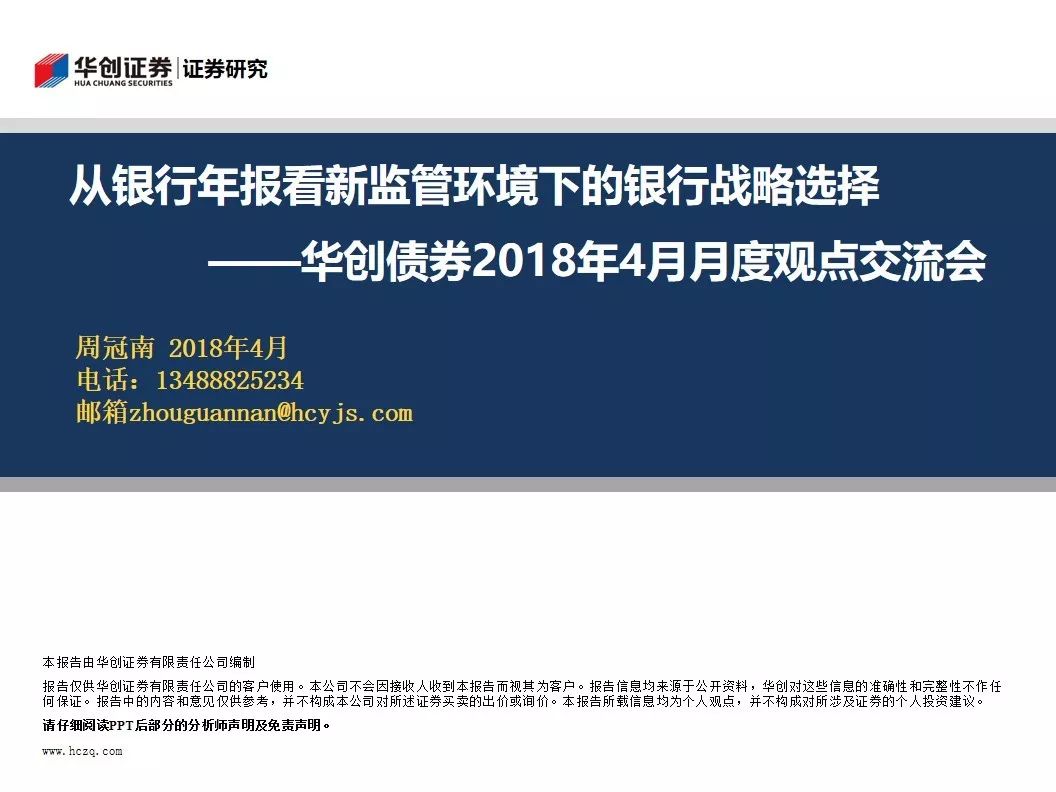 华创证券|证券研究
HUA CHUANG SECURITIES
从银行年报看新监管环境下的银行战略选择
——华创债券2018年4月月度观点交流会
周冠南 2018年4月
电话：13488825234
邮箱zhouguannan@hcyjs.com
本报告由华创证券有限责任公司编制
报告仅供华创证券有限责任公司的客户使用。本公司不会因接收人收到本报告而视其为客户。报告信息均来源于公开资料，华创对这些信息的准确性和完整性不作任
何保证。报告中的内容和意见仅供参考，并不构成本公司对所述证券买卖的出价或询价。本报告所载信息均为个人观点，并不构成对所涉及证券的个人投资建议。
请仔细阅读PPT后部分的分析师声明及免责声明。
www.hczq.com